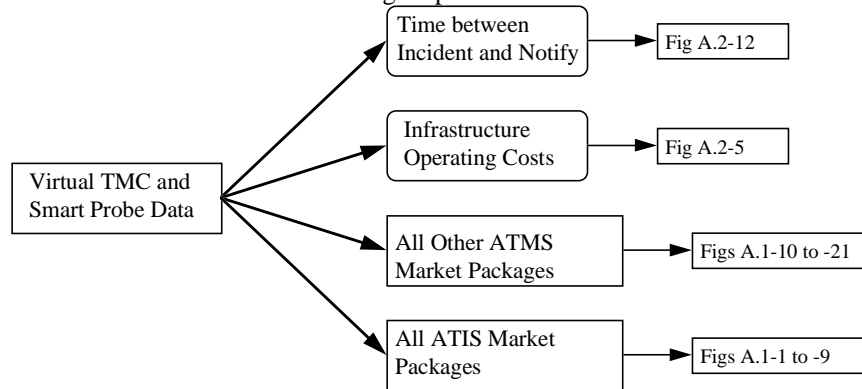 Time between
Incident and Notify
Fig A.2-12
Infrastructure
Operating Costs
Fig A.2-5
Virtual TMC and
Smart Probe Data
All Other ATMS
Market Packages
Figs A.1-10 to -21
All ATIS Market
Packages
Figs A.1-1 to -9